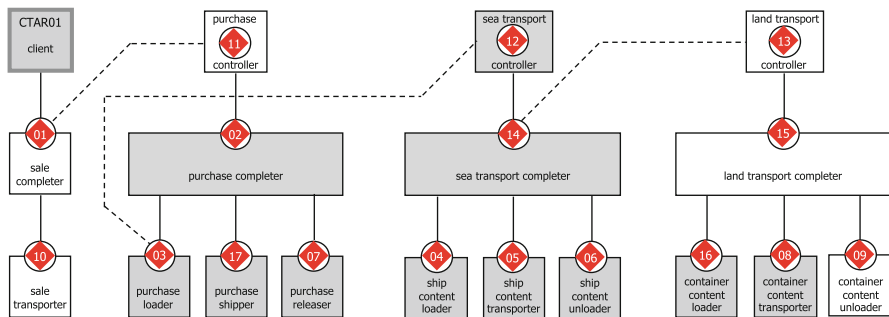 CTAR01
client
purchase
11
controller
sea transport
12
controller
land transport
13
controller
01
sale
completer
02
purchase completer
14
sea transport completer
15
land transport completer
10
sale
transporter
03
purchase
loader
17
purchase
shipper
07
purchase
releaser
04
ship
content
loader
05
ship
content
transporter
06
ship
content
unloader
16
container
content
loader
08
container
content
transporter
09
container
content
unloader